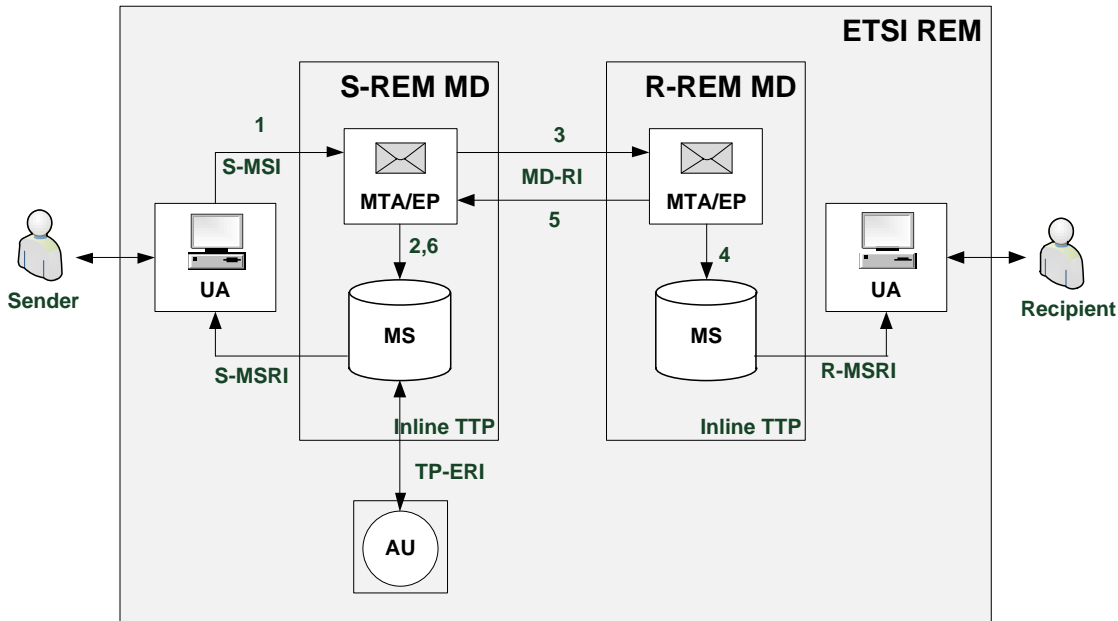 ETSI REM
S-REM MD
R-REM MD
1
S-MSI
3
MD-RI
5
MTA/EP
MTA/EP
2,6
4
UA
UA
Sender
Recipient
MS
MS
S-MSRI
R-MSRI
Inline TTP
Inline TTP
TP-ERI
AU